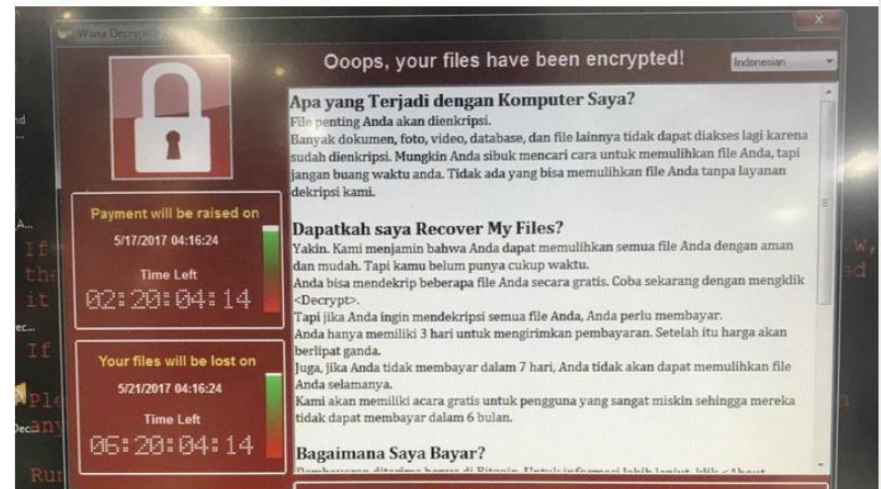 Wana Decrypt
Ooops, your files have been encrypted!
Indonesian
Apa yang Terjadi dengan Komputer Saya?
File penting Anda akan dienkripsi.
Banyak dokumen, foto, video, database, dan file lainnya tidak dapat diakses lagi karena
sudah dienkripsi. Mungkin Anda sibuk mencari cara untuk memulihkan file Anda, tapi
jangan buang waktu anda. Tidak ada yang bisa memulihkan file Anda tanpa layanan
dekripsi kami.
Dapatkah saya Recover My Files?
Yakin. Kami menjamin bahwa Anda dapat memulihkan semua file Anda dengan aman
dan mudah. Tapi kamu belum punya cukup waktu.
Anda bisa mendekrip beberapa file Anda secara gratis. Coba sekarang dengan mengklik
<Decrypt>.
Tapi jika Anda ingin mendekripsi semua file Anda, Anda perlu membayar.
Anda hanya memiliki 3 hari untuk mengirimkan pembayaran. Setelah itu harga akan
berlipat ganda.
Juga, jika Anda tidak membayar dalam 7 hari, Anda tidak akan dapat memulihkan file
Anda selamanya.
Kami akan memiliki acara gratis untuk pengguna yang sangat miskin sehingga mereka
tidak dapat membayar dalam 6 bulan.
Bagaimana Saya Bayar?
Payment will be raised on
5/17/2017 04:16:24
Time Left
02:20:04:14
Your files will be lost on
5/21/2017 04:16:24
Time Left
06:20:04:14
If
the
it
If
Ple
any
Run